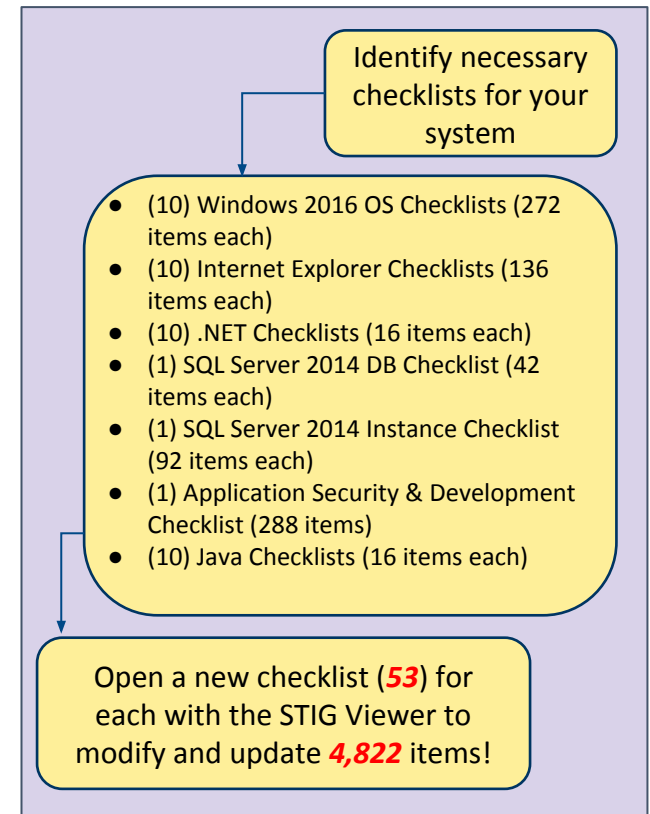 Identify necessary
checklists for your
system
● (10) Windows 2016 OS Checklists (272
items each)
● (10) Internet Explorer Checklists (136
items each)
● (10) .NET Checklists (16 items each)
● (1) SQL Server 2014 DB Checklist (42
items each)
● (1) SQL Server 2014 Instance Checklist
(92 items each)
● (1) Application Security & Development
Checklist (288 items)
● (10) Java Checklists (16 items each)
Open a new checklist (53) for
each with the STIG Viewer to
modify and update 4,822 items!